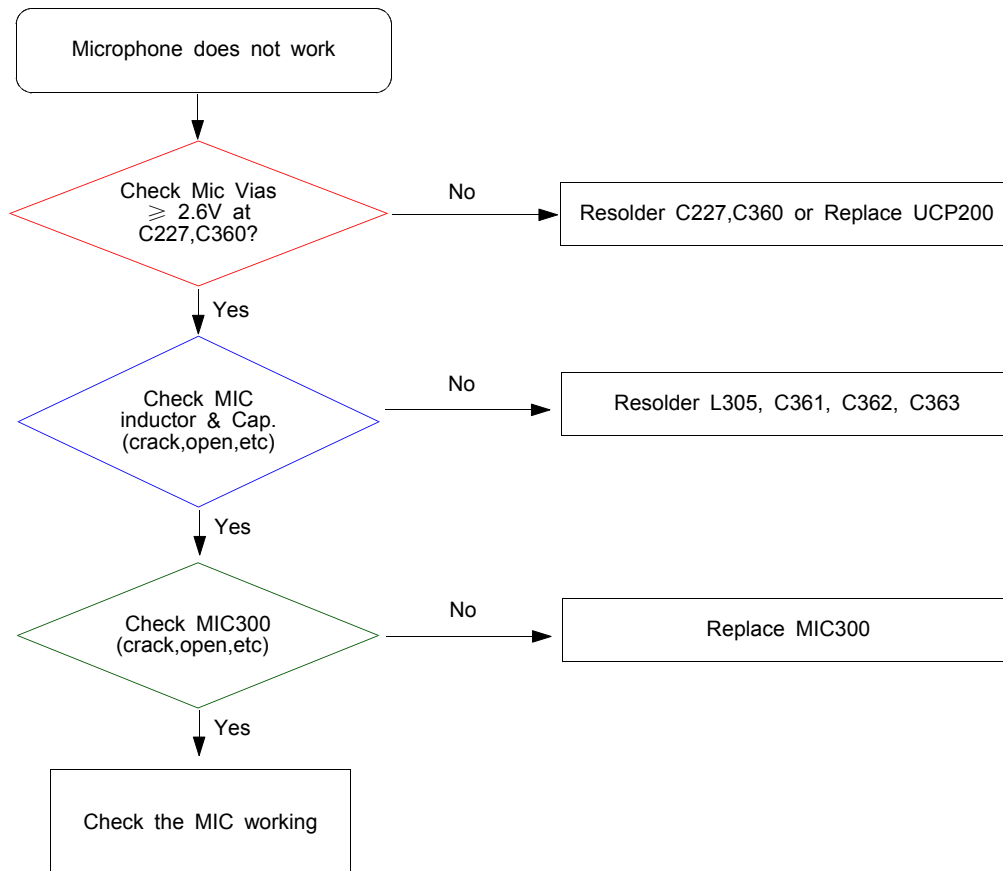 Microphone does not work
Check Mic Vias
≥ 2.6V at
C227,C360?
No
Resolder C227,C360 or Replace UCP200
Yes
Check MIC
inductor & Cap.
(crack,open,etc)
No
Resolder L305, C361, C362, C363
Yes
Check MIC300
(crack,open,etc)
No
Replace MIC300
Yes
Check the MIC working